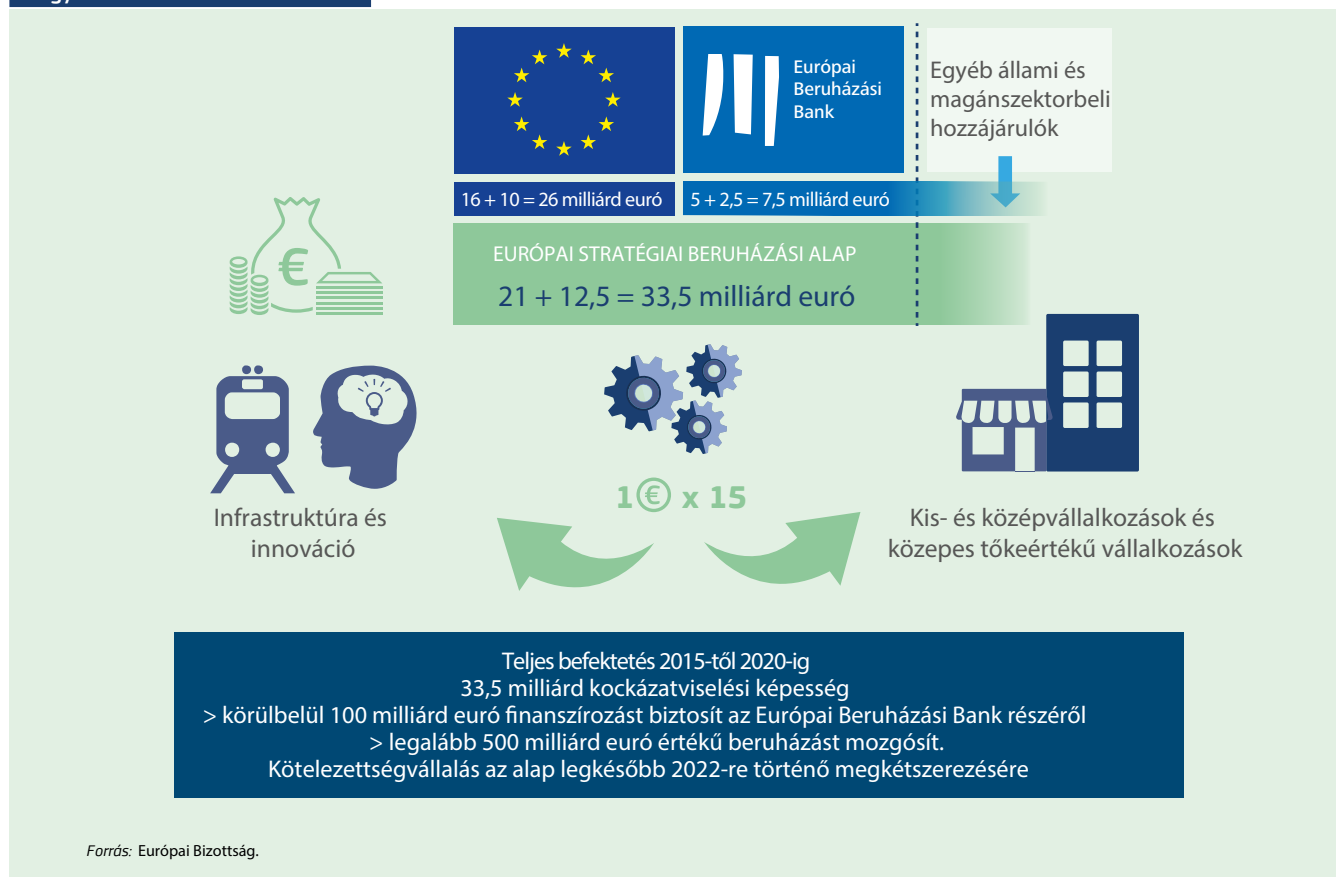 Európai
Beruházási
Bank
Egyéb állami és
magánszektorbeli
hozzájárulók
16 + 10 = 26 milliárd euró
5 + 2,5 = 7,5 milliárd euró
€
EURÓPAI STRATÉGIAI BERUHÁZÁSI ALAP
21 + 12,5 = 33,5 milliárd euró
1€ x 15
Infrastruktúra és
innováció
Kis- és középvállalkozások és
közepes tőkeértékű vállalkozások
Teljes befektetés 2015-től 2020-ig
33,5 milliárd kockázatviselési képesség
> körülbelül 100 milliárd euró finanszírozást biztosít az Európai Beruházási Bank részéről
> legalább 500 milliárd euró értékű beruházást mozgósít.
Kötelezettségvállalás az alap legkésőbb 2022-re történő megkétszerezésére
Forrás: Európai Bizottság.